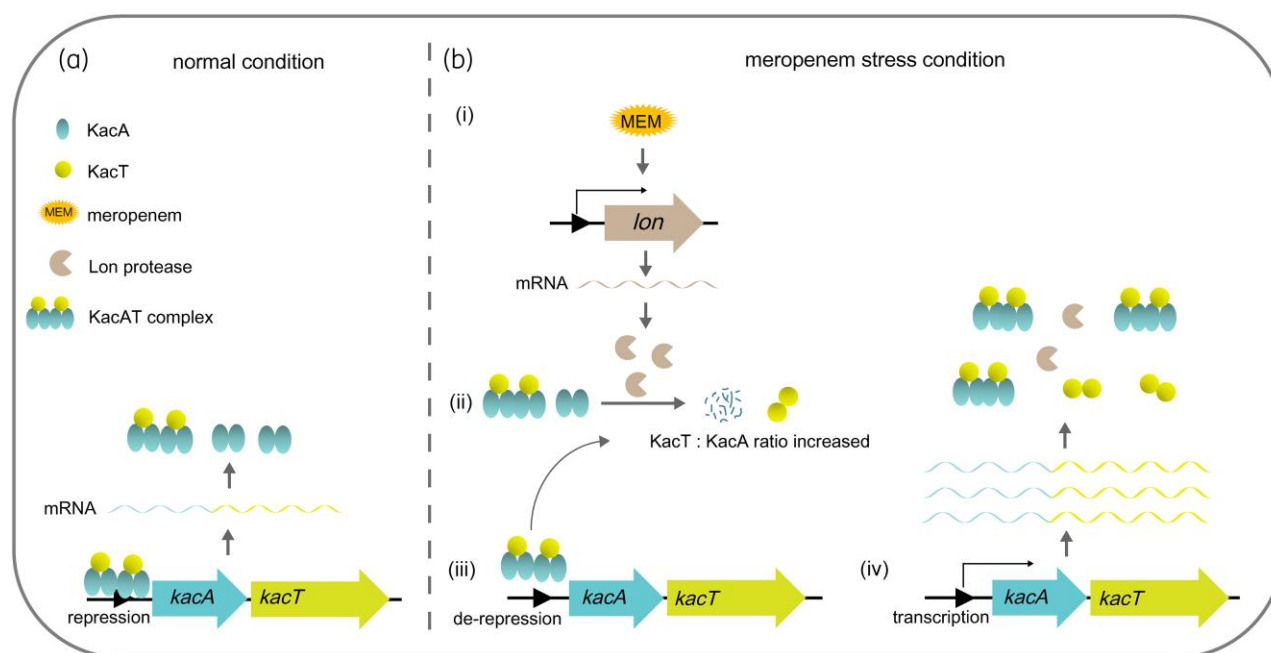 (a)
normal condition
KacA
KacT
MEM
meropenem
Lon protease
KacAT complex
mRNA
repression
kacA
kacT
(b)
meropenem stress condition
(i)
MEM
lon
mRNA
(ii)
KacT : KacA ratio increased
(iii)
de-repression
kacA
kacT
(iv)
transcription
kacA
kacT